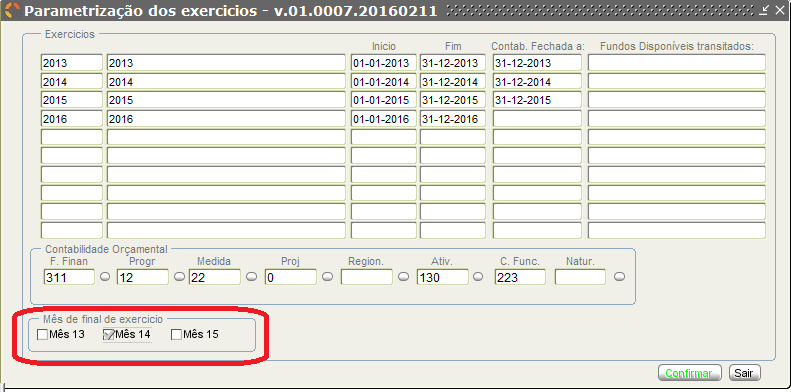 Parametrização dos exercicios - v.01.0007.20160211
Exercicios
Inicio Fim Contab. Fechada a: Fundos Disponíveis transitados:
2013 2013 01-01-2013 31-12-2013 31-12-2013
2014 2014 01-01-2014 31-12-2014 31-12-2014
2015 2015 01-01-2015 31-12-2015 31-12-2015
2016 2016 01-01-2016 31-12-2016
Contabilidade Orçamental
F. Finan Progr Medida Proj Region. Ativ. C. Func. Natur.
311 12 22 0 130 223
Mês de final de exercicio
Mês 13 Mês 14 Mês 15
Confirmar Sair